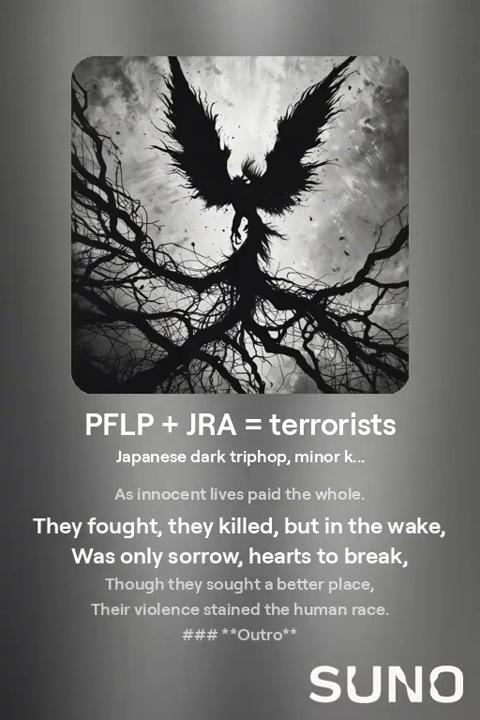 PFLP + JRA = terrorists
Japanese dark triphop, minor k...
As innocent lives paid the whole.
They fought, they killed, but in the wake,
Was only sorrow, hearts to break,
Though they sought a better place,
Their violence stained the human race.
### **Outro**
SUNO